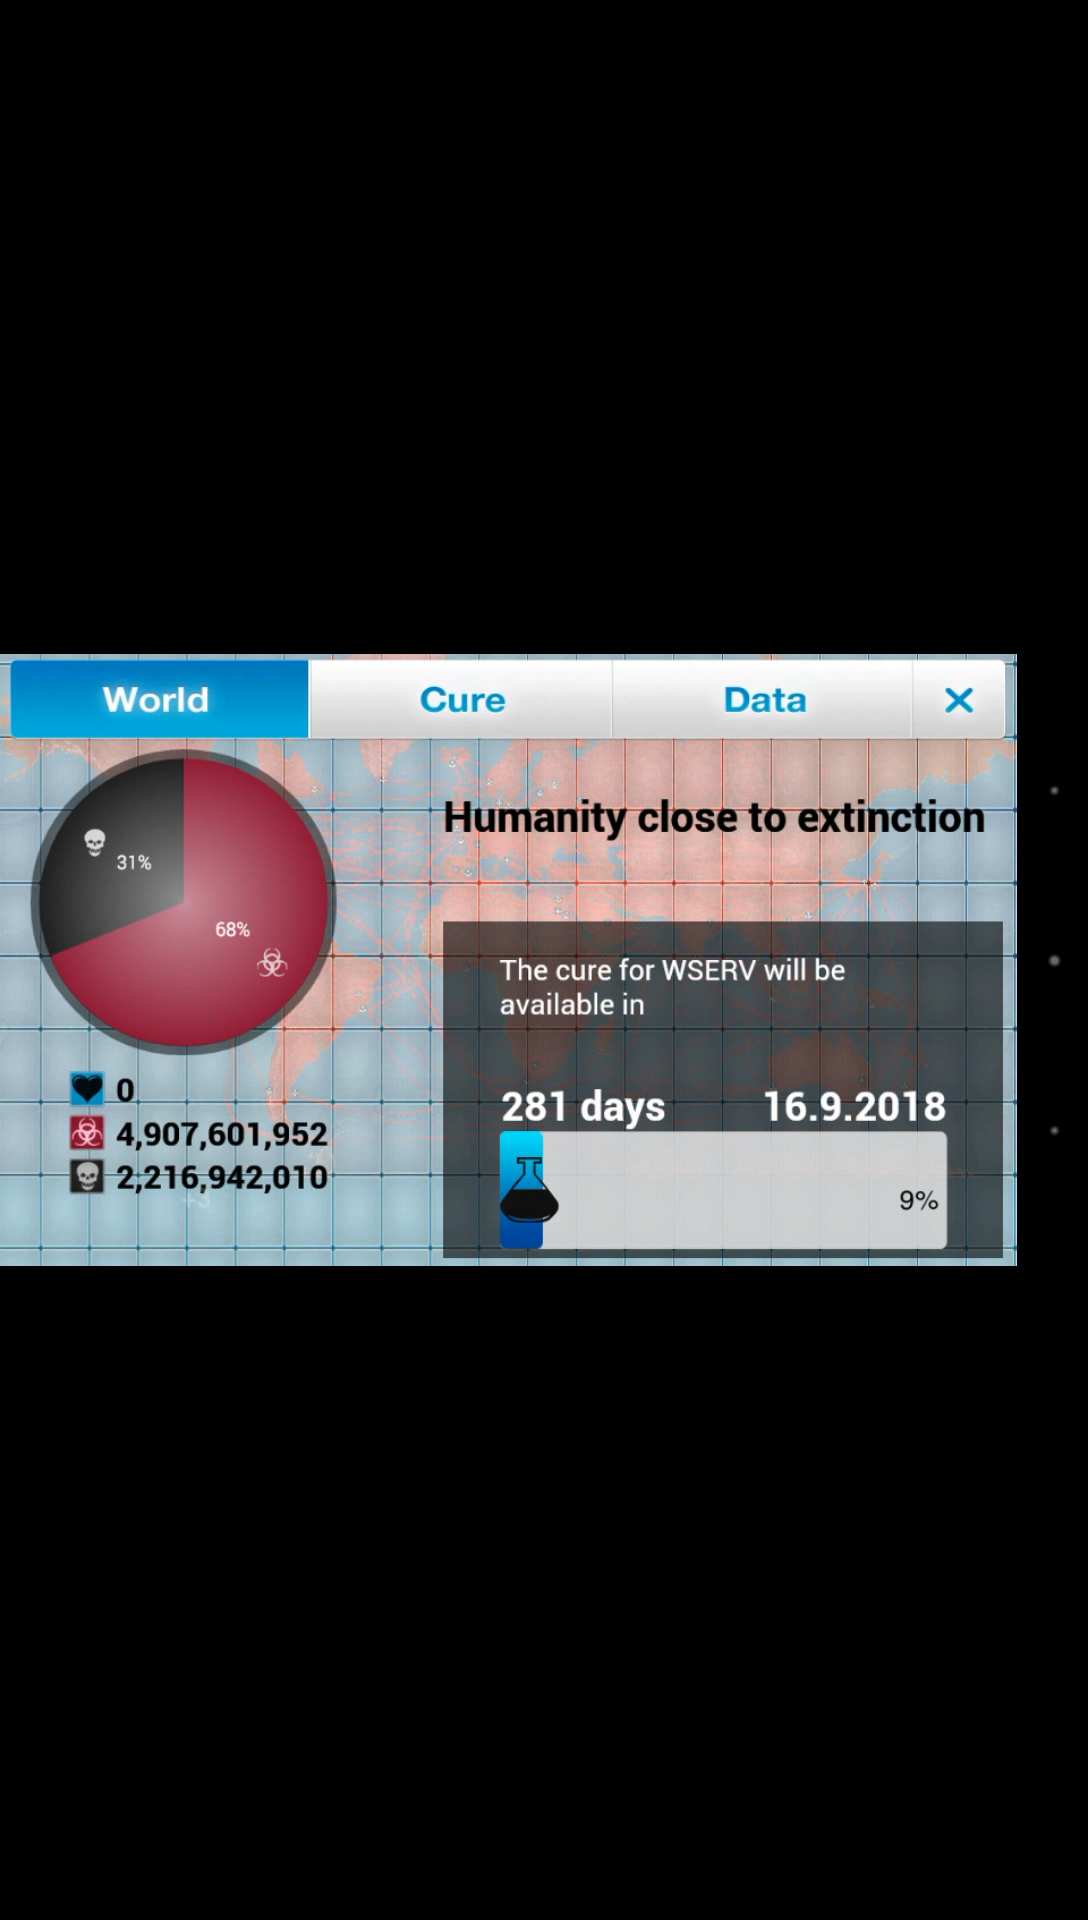 World
Cure
Data
Humanity close to extinction
31%
68%
0
4,907,601,952
2,216,942,010
The cure for WSERV will be
available in
281 days
16.9.2018
9%